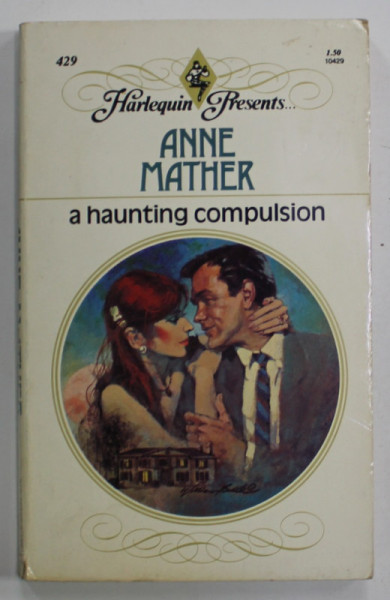 429
1.50
10429
Harlequin Presents...
ANNE
MATHER
a haunting compulsion